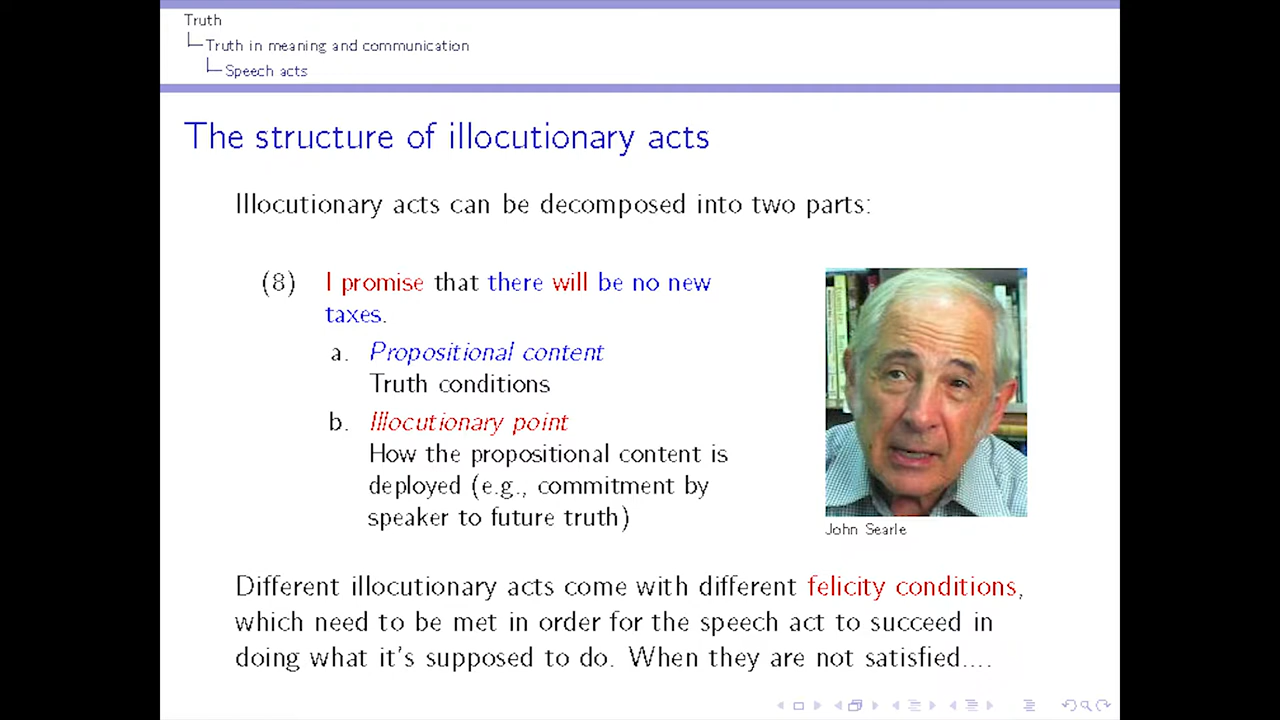 Truth
Truth in meaning and communication
Speech acts
The structure of illocutionary acts
Illocutionary acts can be decomposed into two parts:
(8) I promise that there will be no new
taxes.
a. Propositional content
Truth conditions
b. Illocutionary point
How the propositional content is
deployed (e.g., commitment by
speaker to future truth)
John Searle
Different illocutionary acts come with different felicity conditions,
which need to be met in order for the speech act to succeed in
doing what it's supposed to do. When they are not satisfied....